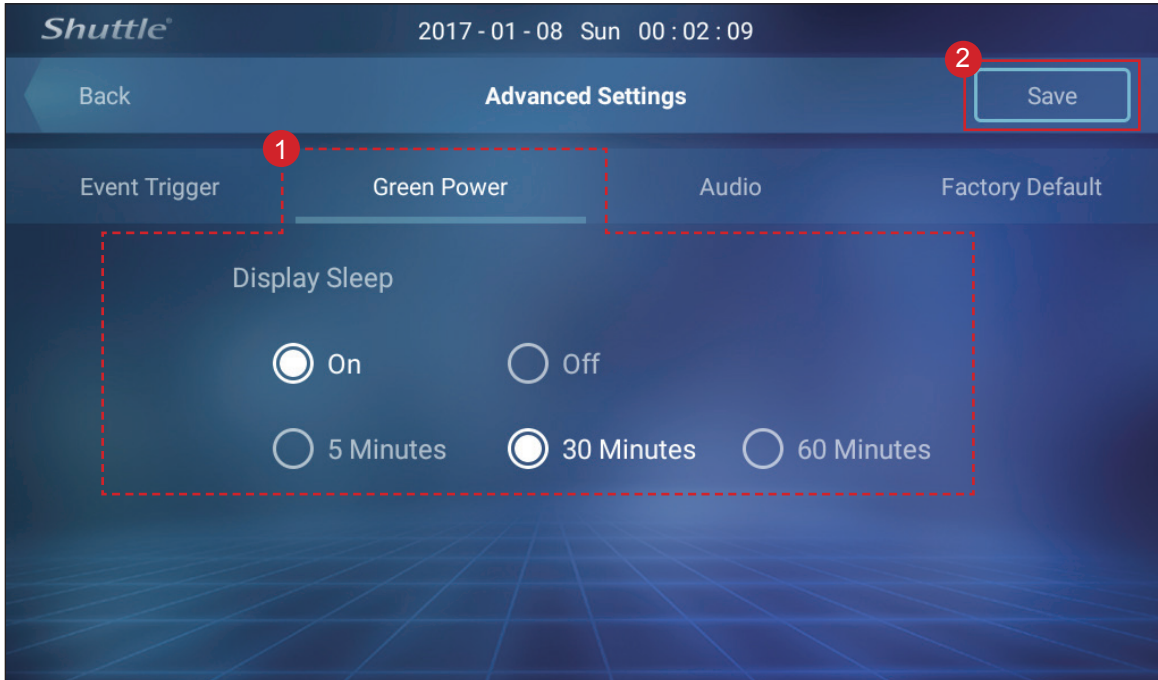 Shuttle® 2017 - 01 - 08 Sun 00 : 02 : 09
2
Back Advanced Settings Save
1
Event Trigger Green Power Audio Factory Default
Display Sleep
On Off
5 Minutes 30 Minutes 60 Minutes